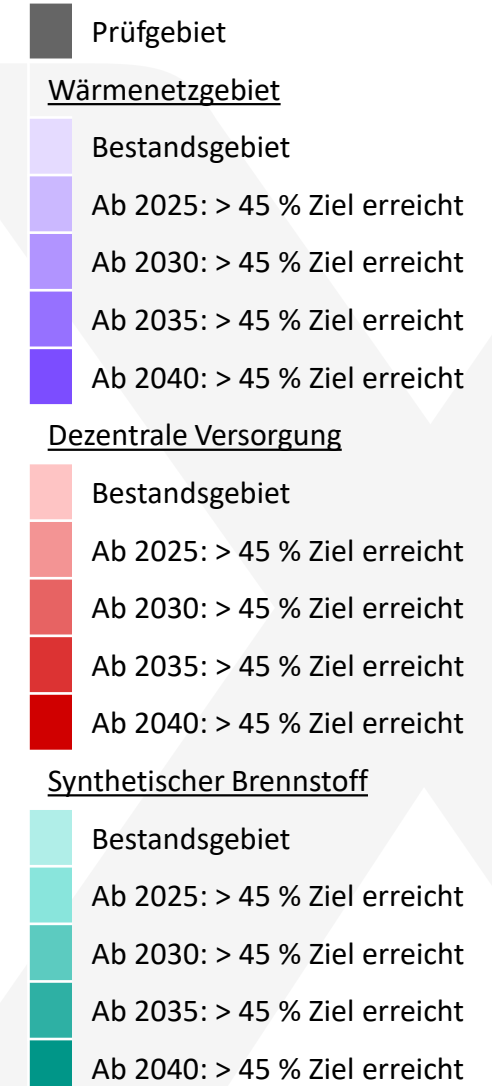 Prüfgebiet
Wärmenetzgebiet
Bestandsgebiet
Ab 2025: > 45 % Ziel erreicht
Ab 2030: > 45 % Ziel erreicht
Ab 2035: > 45 % Ziel erreicht
Ab 2040: > 45 % Ziel erreicht
Dezentrale Versorgung
Bestandsgebiet
Ab 2025: > 45 % Ziel erreicht
Ab 2030: > 45 % Ziel erreicht
Ab 2035: > 45 % Ziel erreicht
Ab 2040: > 45 % Ziel erreicht
Synthetischer Brennstoff
Bestandsgebiet
Ab 2025: > 45 % Ziel erreicht
Ab 2030: > 45 % Ziel erreicht
Ab 2035: > 45 % Ziel erreicht
Ab 2040: > 45 % Ziel erreicht